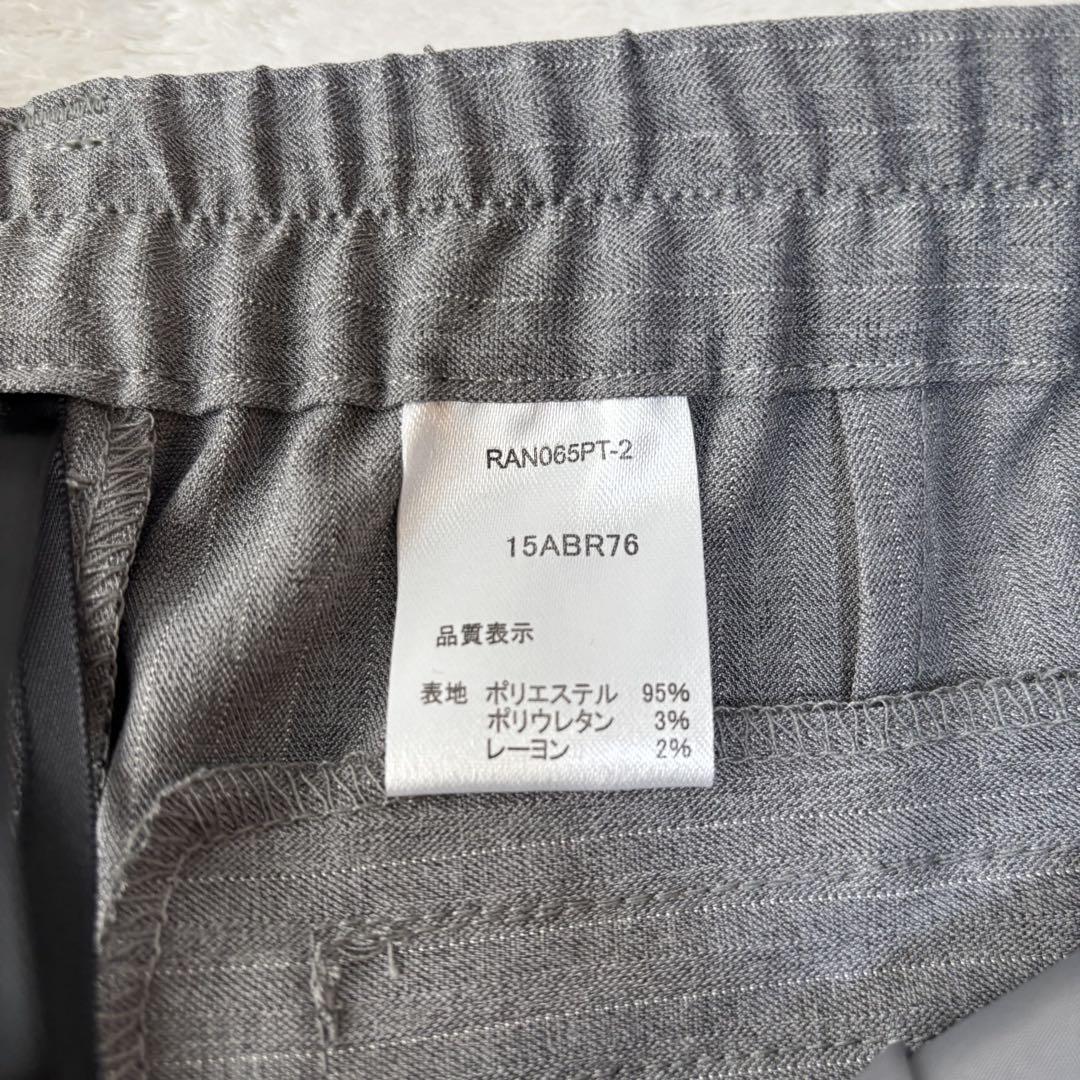 RAN065PT-2
15ABR76
品質表示
表地 ポリエステル 95%
ポリウレタン 3%
レーヨン 2%